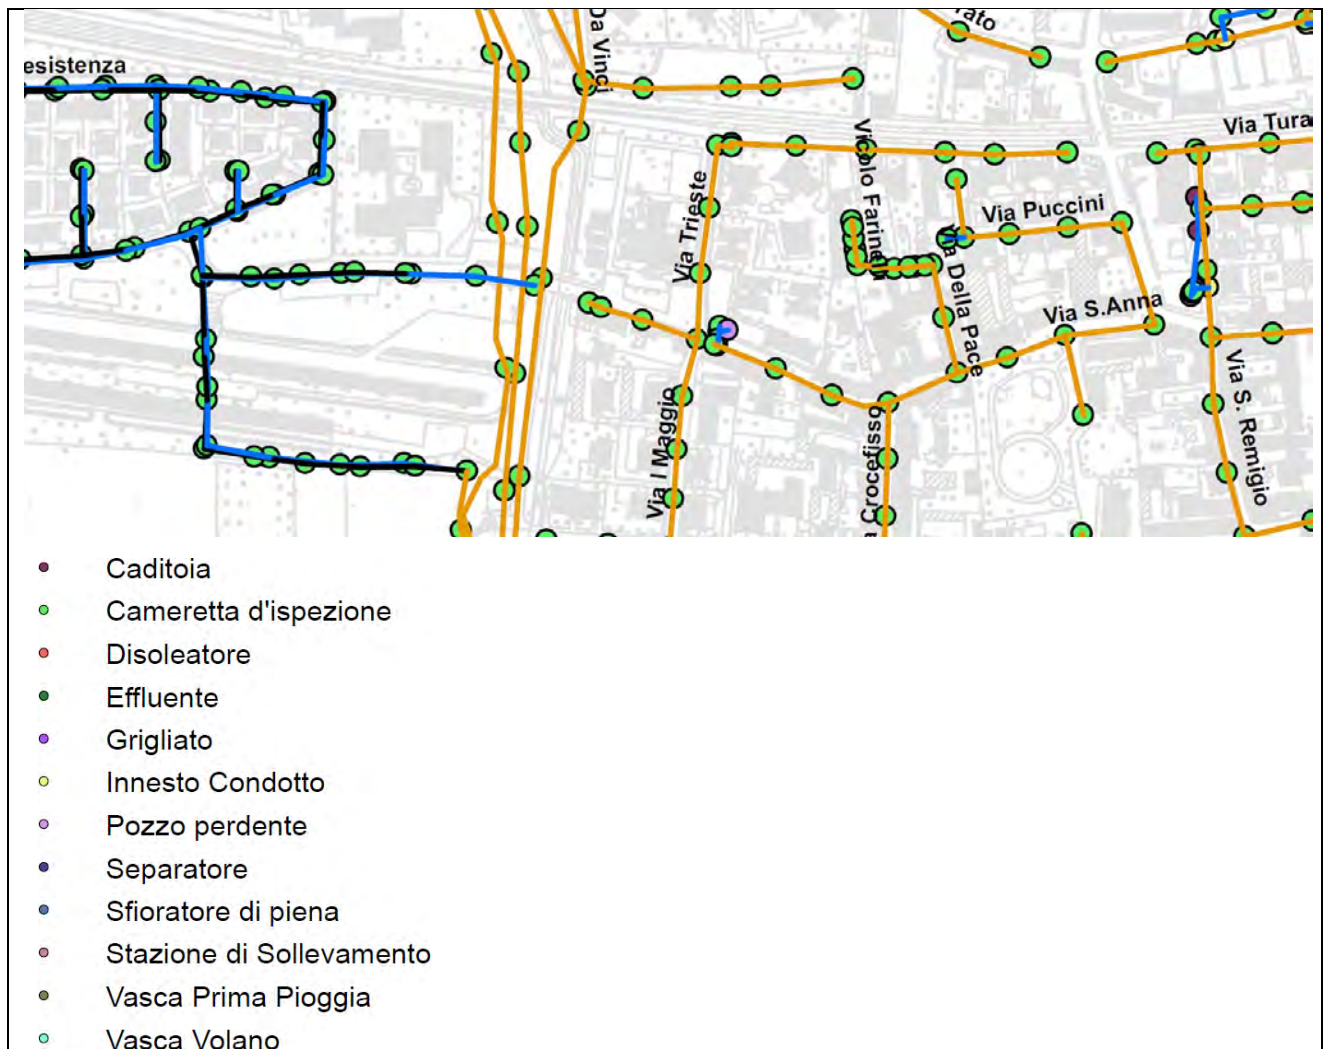 esistenza
Da Vinci
Via Tura
Vicolo Farine
Via Trieste
Via Puccini
Via Della Pace
Via S.Anna
Via I Maggio
Crocefisso
Via S. Remigio
Caditoia
Cameretta d'ispezione
Disoleatore
Effluente
Grigliato
Innesto Condotto
Pozzo perdente
Separatore
Sfioratore di piena
Stazione di Sollevamento
Vasca Prima Pioggia
Vasca Volano